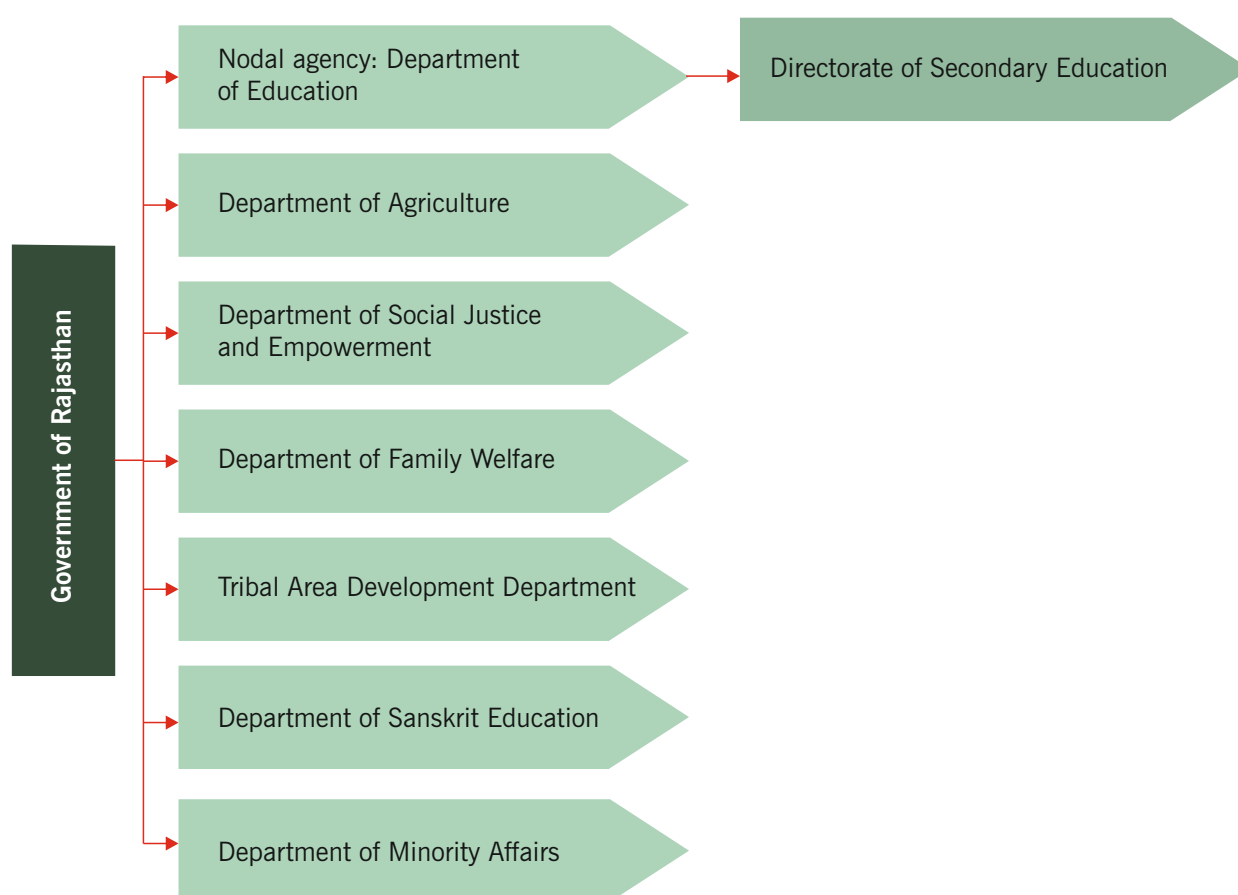 Nodal agency: Department
of Education
Directorate of Secondary Education
Department of Agriculture
Department of Social Justice
and Empowerment
Government of Rajasthan
Department of Family Welfare
Tribal Area Development Department
Department of Sanskrit Education
Department of Minority Affairs